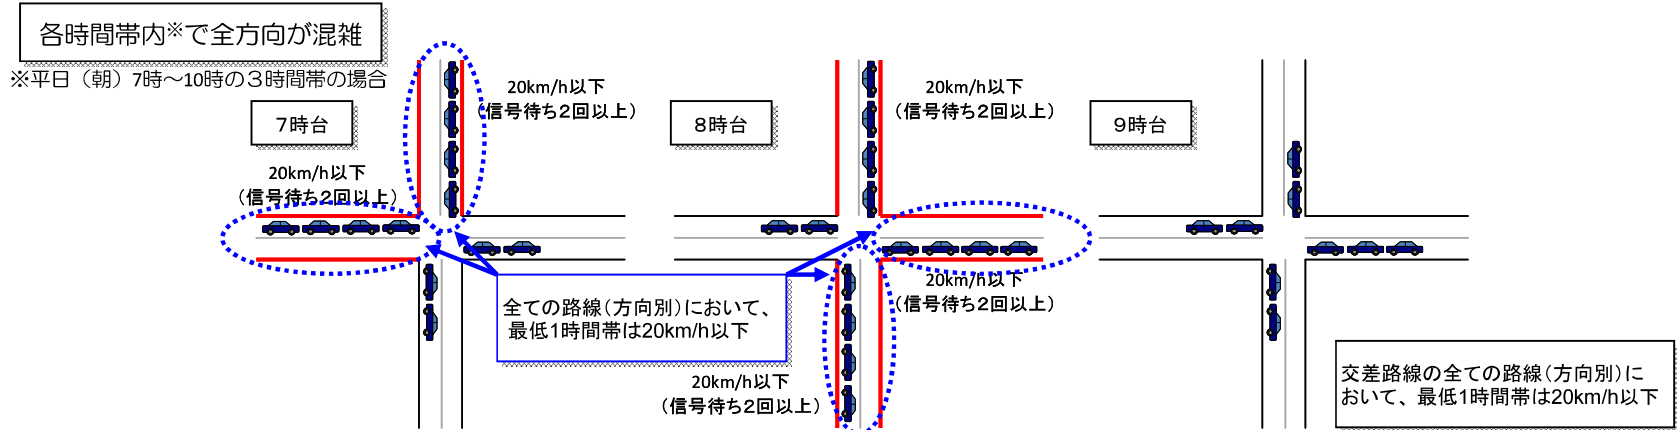 各時間帯内※で全方向が混雑
※平日（朝）7時～10時の３時間帯の場合
7時台
20km/h以下
（信号待ち2回以上）
20km/h以下
（信号待ち２回以上）
8時台
20km/h以下
（信号待ち２回以上）
20km/h以下
（信号待ち２回以上）
20km/h以下
（信号待ち２回以上）
9時台
全ての路線（方向別）において、
最低1時間帯は20km/h以下
交差路線の全ての路線（方向別）に
おいて、最低1時間帯は20km/h以下